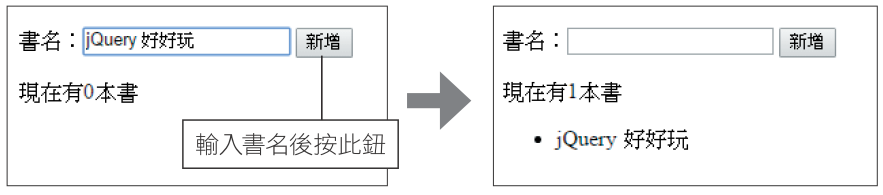 書名：jQuery 好好玩 新增
現在有0本書
輸入書名後按此鈕
書名： 新增
現在有1本書
• jQuery 好好玩